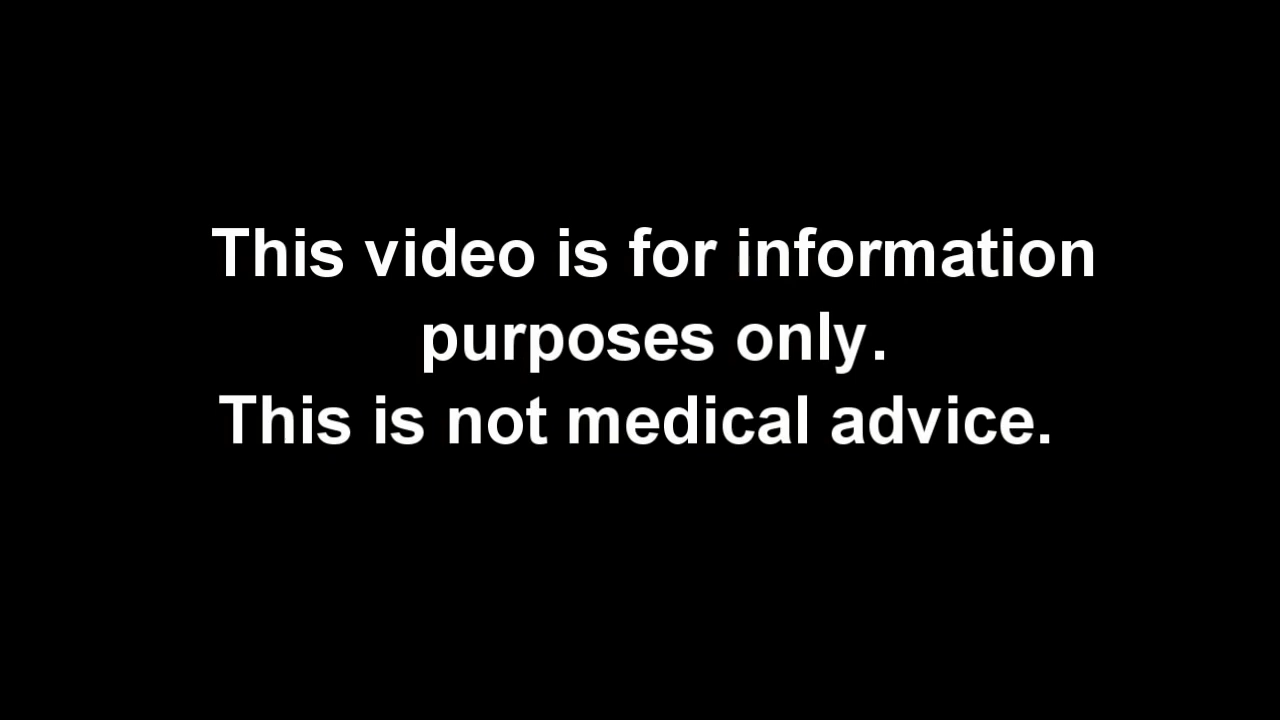 This video is for information
purposes only.
This is not medical advice.